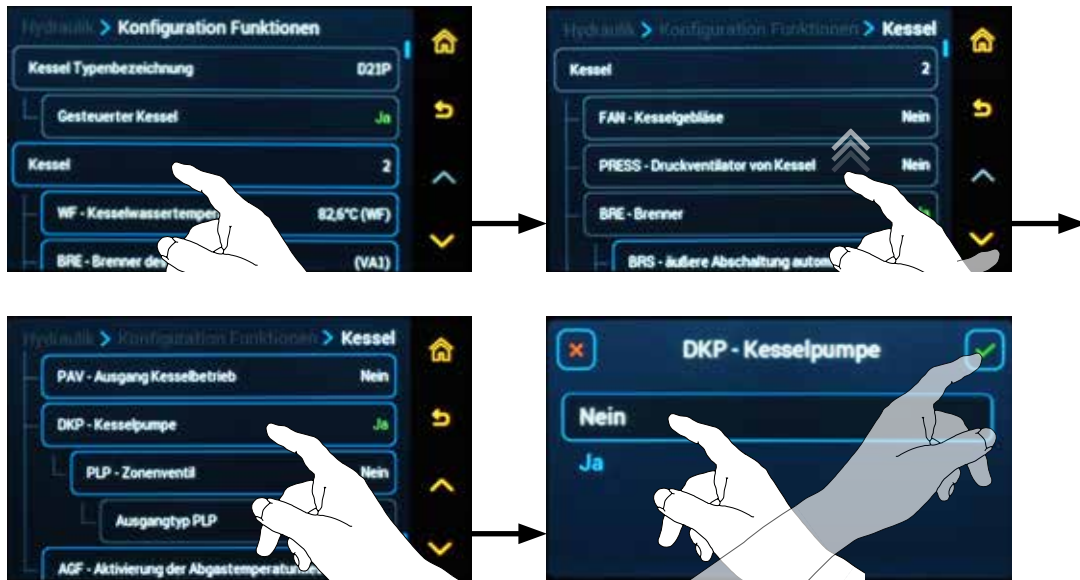 Hydraulik > Konfiguration Funktionen
Kessel Typenbezeichnung D21P
Gesteuerter Kessel Ja
Kessel 2
WF - Kesselwassertemper 82,6°C (WF)
BRE - Brenner des (VA1)
Hydraulik > Konfiguration Funktionen > Kessel
Kessel 2
FAN - Kesselgebläse Nein
PRESS - Druckventilator von Kessel Nein
BRE - Brenner
BRS - äußere Abschaltung autom
Hydraulik > Konfiguration Funktionen > Kessel
PAV - Ausgang Kesselbetrieb Nein
DKP - Kesselpumpe Ja
PLP - Zonenventil Nein
Ausgangtyp PLP
AGF - Aktivierung der Abgastemperatur
DKP - Kesselpumpe
Nein
Ja